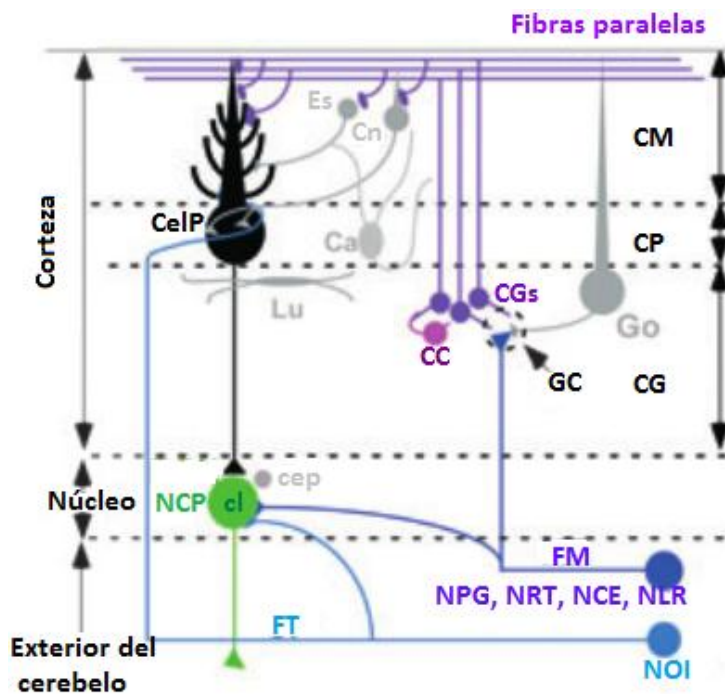 Fibras paralelas
Es
Cn
CM
CelP
Ca
CP
Corteza
Lu
CGs
Go
CC
GC
CG
cep
NCP
cl
Núcleo
FM
NPG, NRT, NCE, NLR
FT
Exterior del
cerebelo
NOI